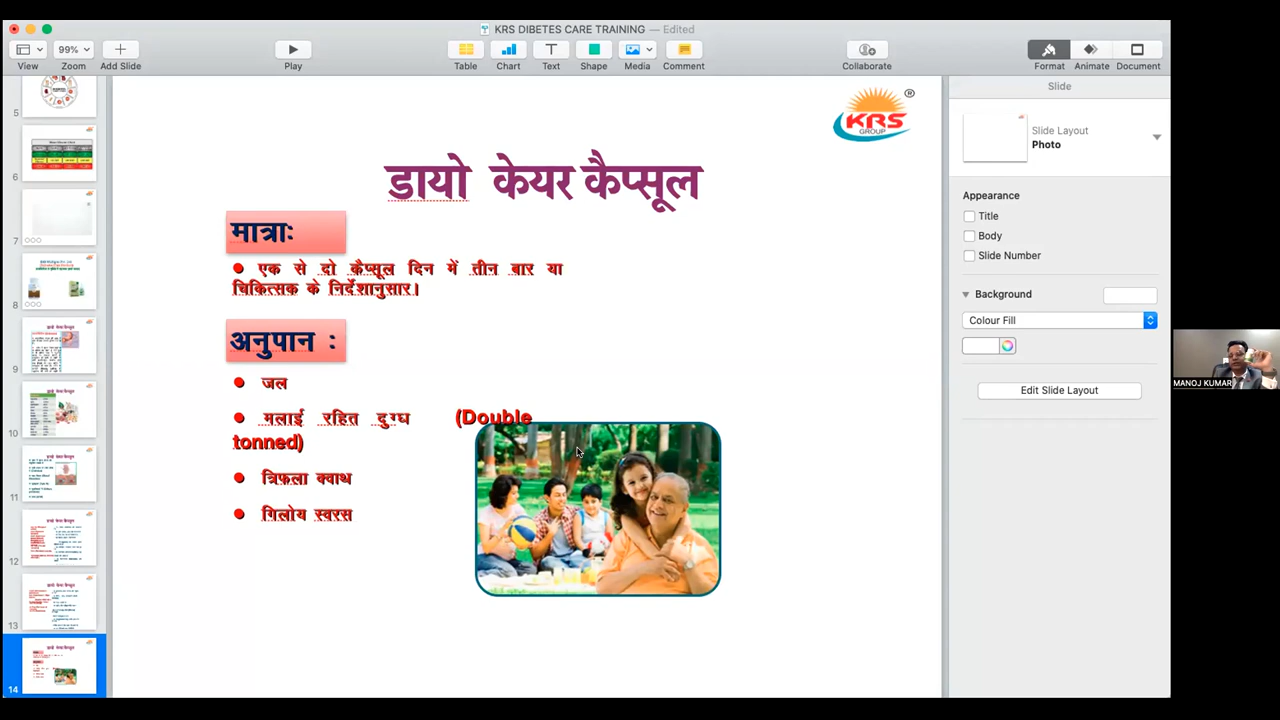 KRS DIBETES CARE TRAINING — Edited
99%
View
Zoom
Add Slide
Play
Table
Chart
Text
Shape
Media
Comment
Collaborate
Format
Animate
Document
5
6
7
8
9
10
11
12
13
14
KRS
GROUP
®
डायो केयर कैप्सूल
मात्राः
एक से दो कैप्सूल दिन में तीन बार या
चिकित्सक के निर्देशानुसार।
अनुपान :
जल
मलाई रहित दुग्ध (Double
tonned)
त्रिफला क्वाथ
गिलोय स्वरस
Slide
Slide Layout
Photo
Appearance
Title
Body
Slide Number
Background
Colour Fill
Edit Slide Layout
MANOJ KUMAR